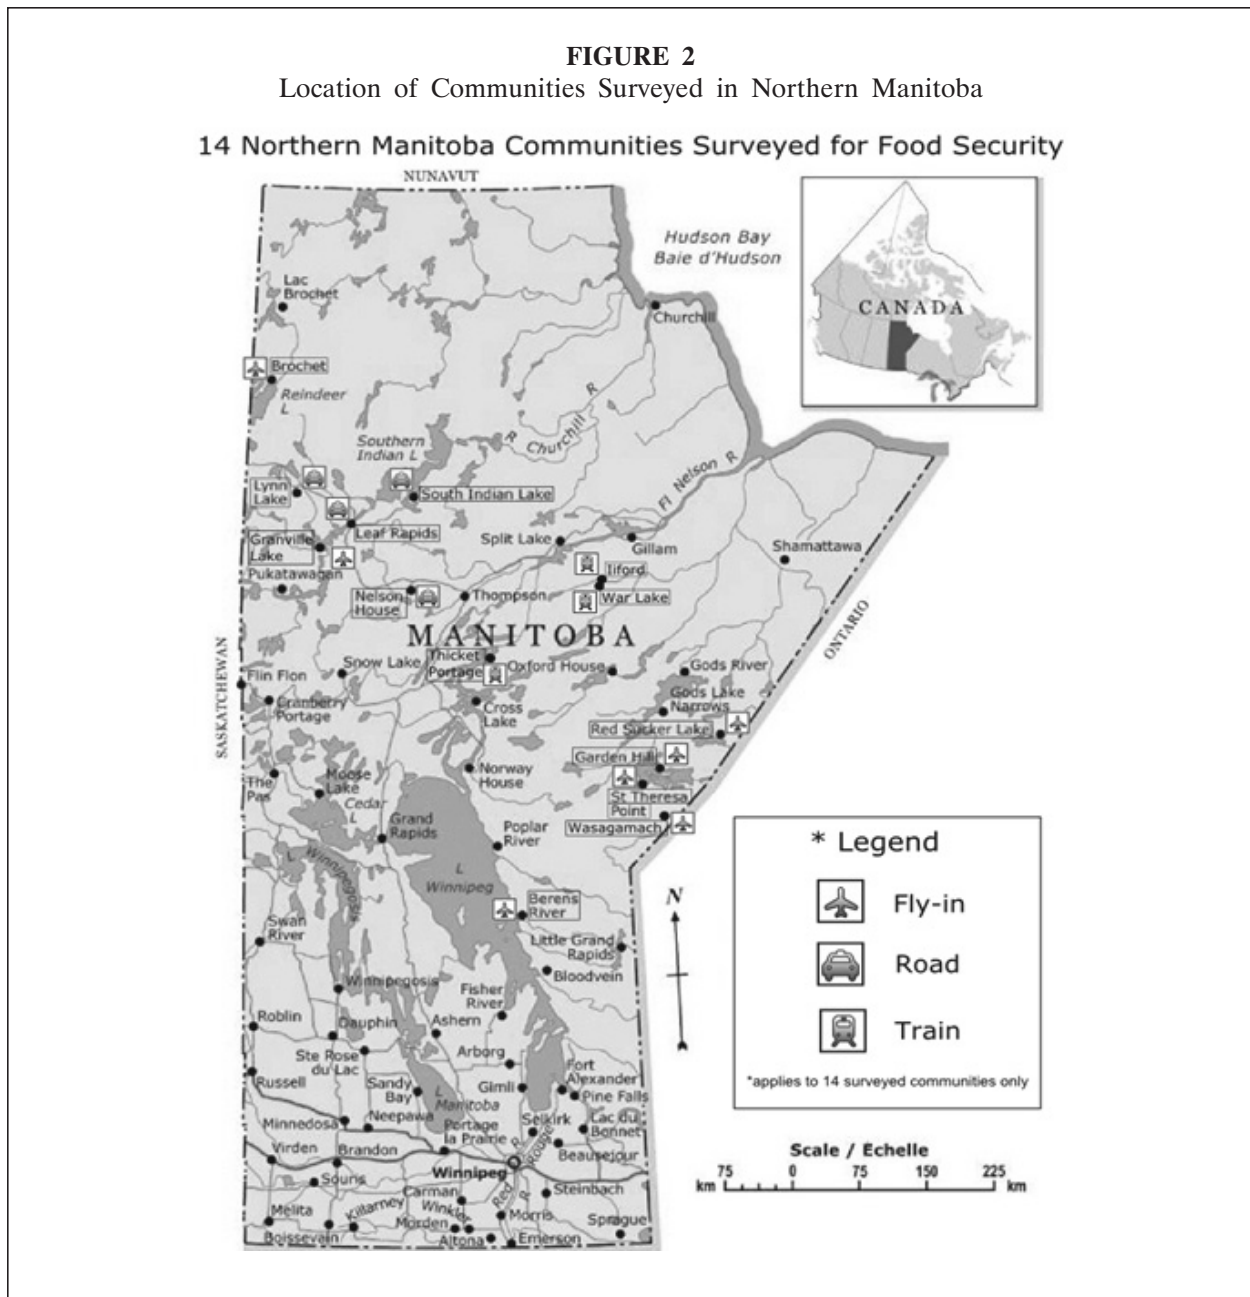 FIGURE 2
Location of Communities Surveyed in Northern Manitoba
14 Northern Manitoba Communities Surveyed for Food Security
NUNAVUT
Hudson Bay
Baie d'Hudson
CANADA
Lac
Brochet
Churchill
Brochet
Reindeer
L
R Churchill R
Southern
Indian L
Fl Nelson R
Lynn
Lake
South Indian Lake
Leaf Rapids
Granville
Lake
Split Lake
Gillam
Shamattawa
Pukatawagan
Ilford
Nelson
House
Thompson
War Lake
MANITOBA
ONTARIO
SASKATCHEWAN
Snow Lake
Thicket
Portage
Oxford House
Gods River
Flin Flon
Cranberry
Portage
Cross
Lake
Gods Lake
Narrows
Red Sucker Lake
Garden Hill
The
Pas
Moose
Lake
Cedar
L
Norway
House
St Theresa
Point
Wasagamach
Grand
Rapids
Poplar
River
L
Winnipegosis
L
Winnipeg
Berens
River
Swan
River
Little Grand
Rapids
Bloodvein
Winnipegosis
Fisher
River
Roblin
Dauphin
Ashern
Ste Rose
du Lac
Arborg
Russell
Sandy
Bay
L
Manitoba
Gimli
Fort
Alexander
Pine Falls
Minnedosa
Neepawa
Portage
la Prairie
Selkirk
Lac du
Bonnet
R
Rouge
Beausejour
Virden
Brandon
Winnipeg
Souris
Carman
Red
R
Steinbach
Winkler
Melita
Killarney
Morden
Morris
Sprague
Boissevain
Altona
Emerson
N
* Legend
Fly-in
Road
Train
*applies to 14 surveyed communities only
Scale / Echelle
75 0 75 150 225
km km